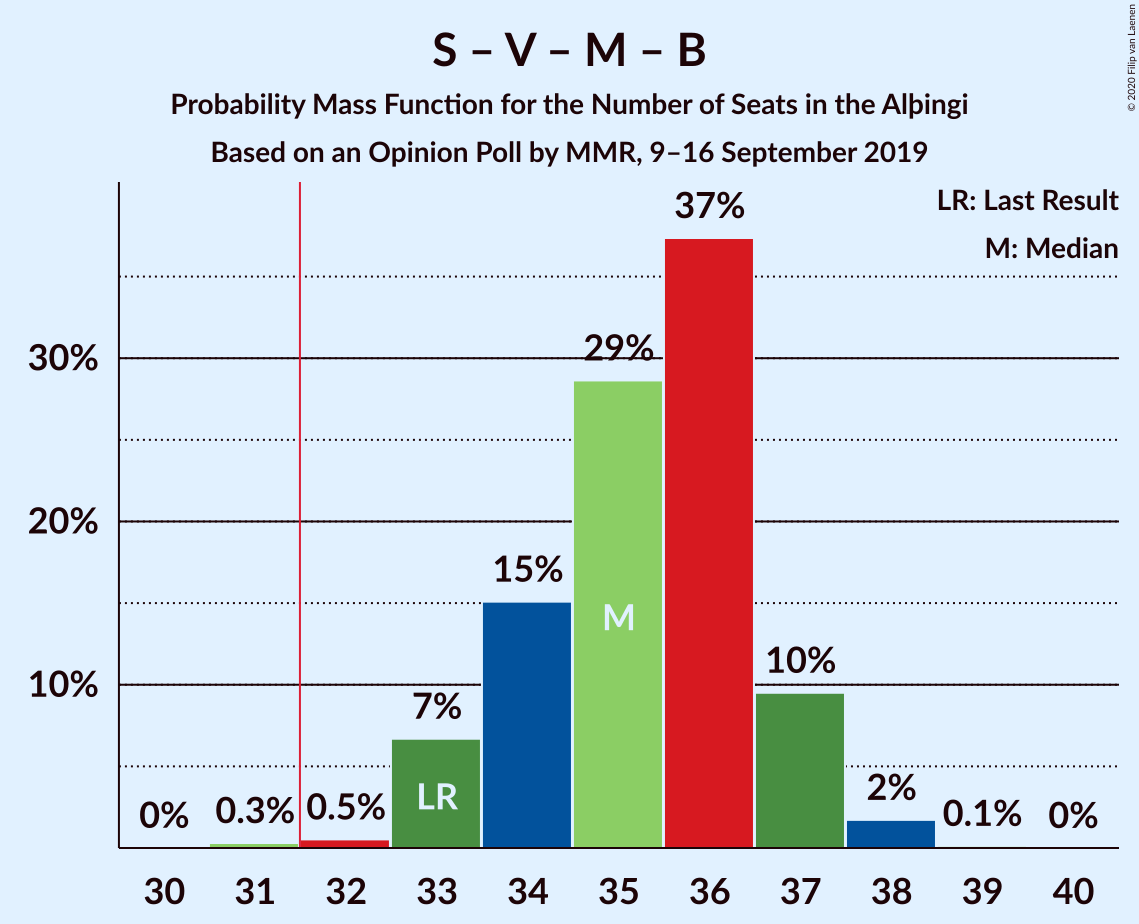 S – V – M – B
Probability Mass Function for the Number of Seats in the Alþingi
Based on an Opinion Poll by MMR, 9–16 September 2019
© 2020 Filip van Laenen
LR: Last Result
M: Median
37%
30%
29%
20%
15%
M
10%
10%
7%
LR
0%
0.3%
0.5%
2%
0.1%
0%
30 31 32 33 34 35 36 37 38 39 40